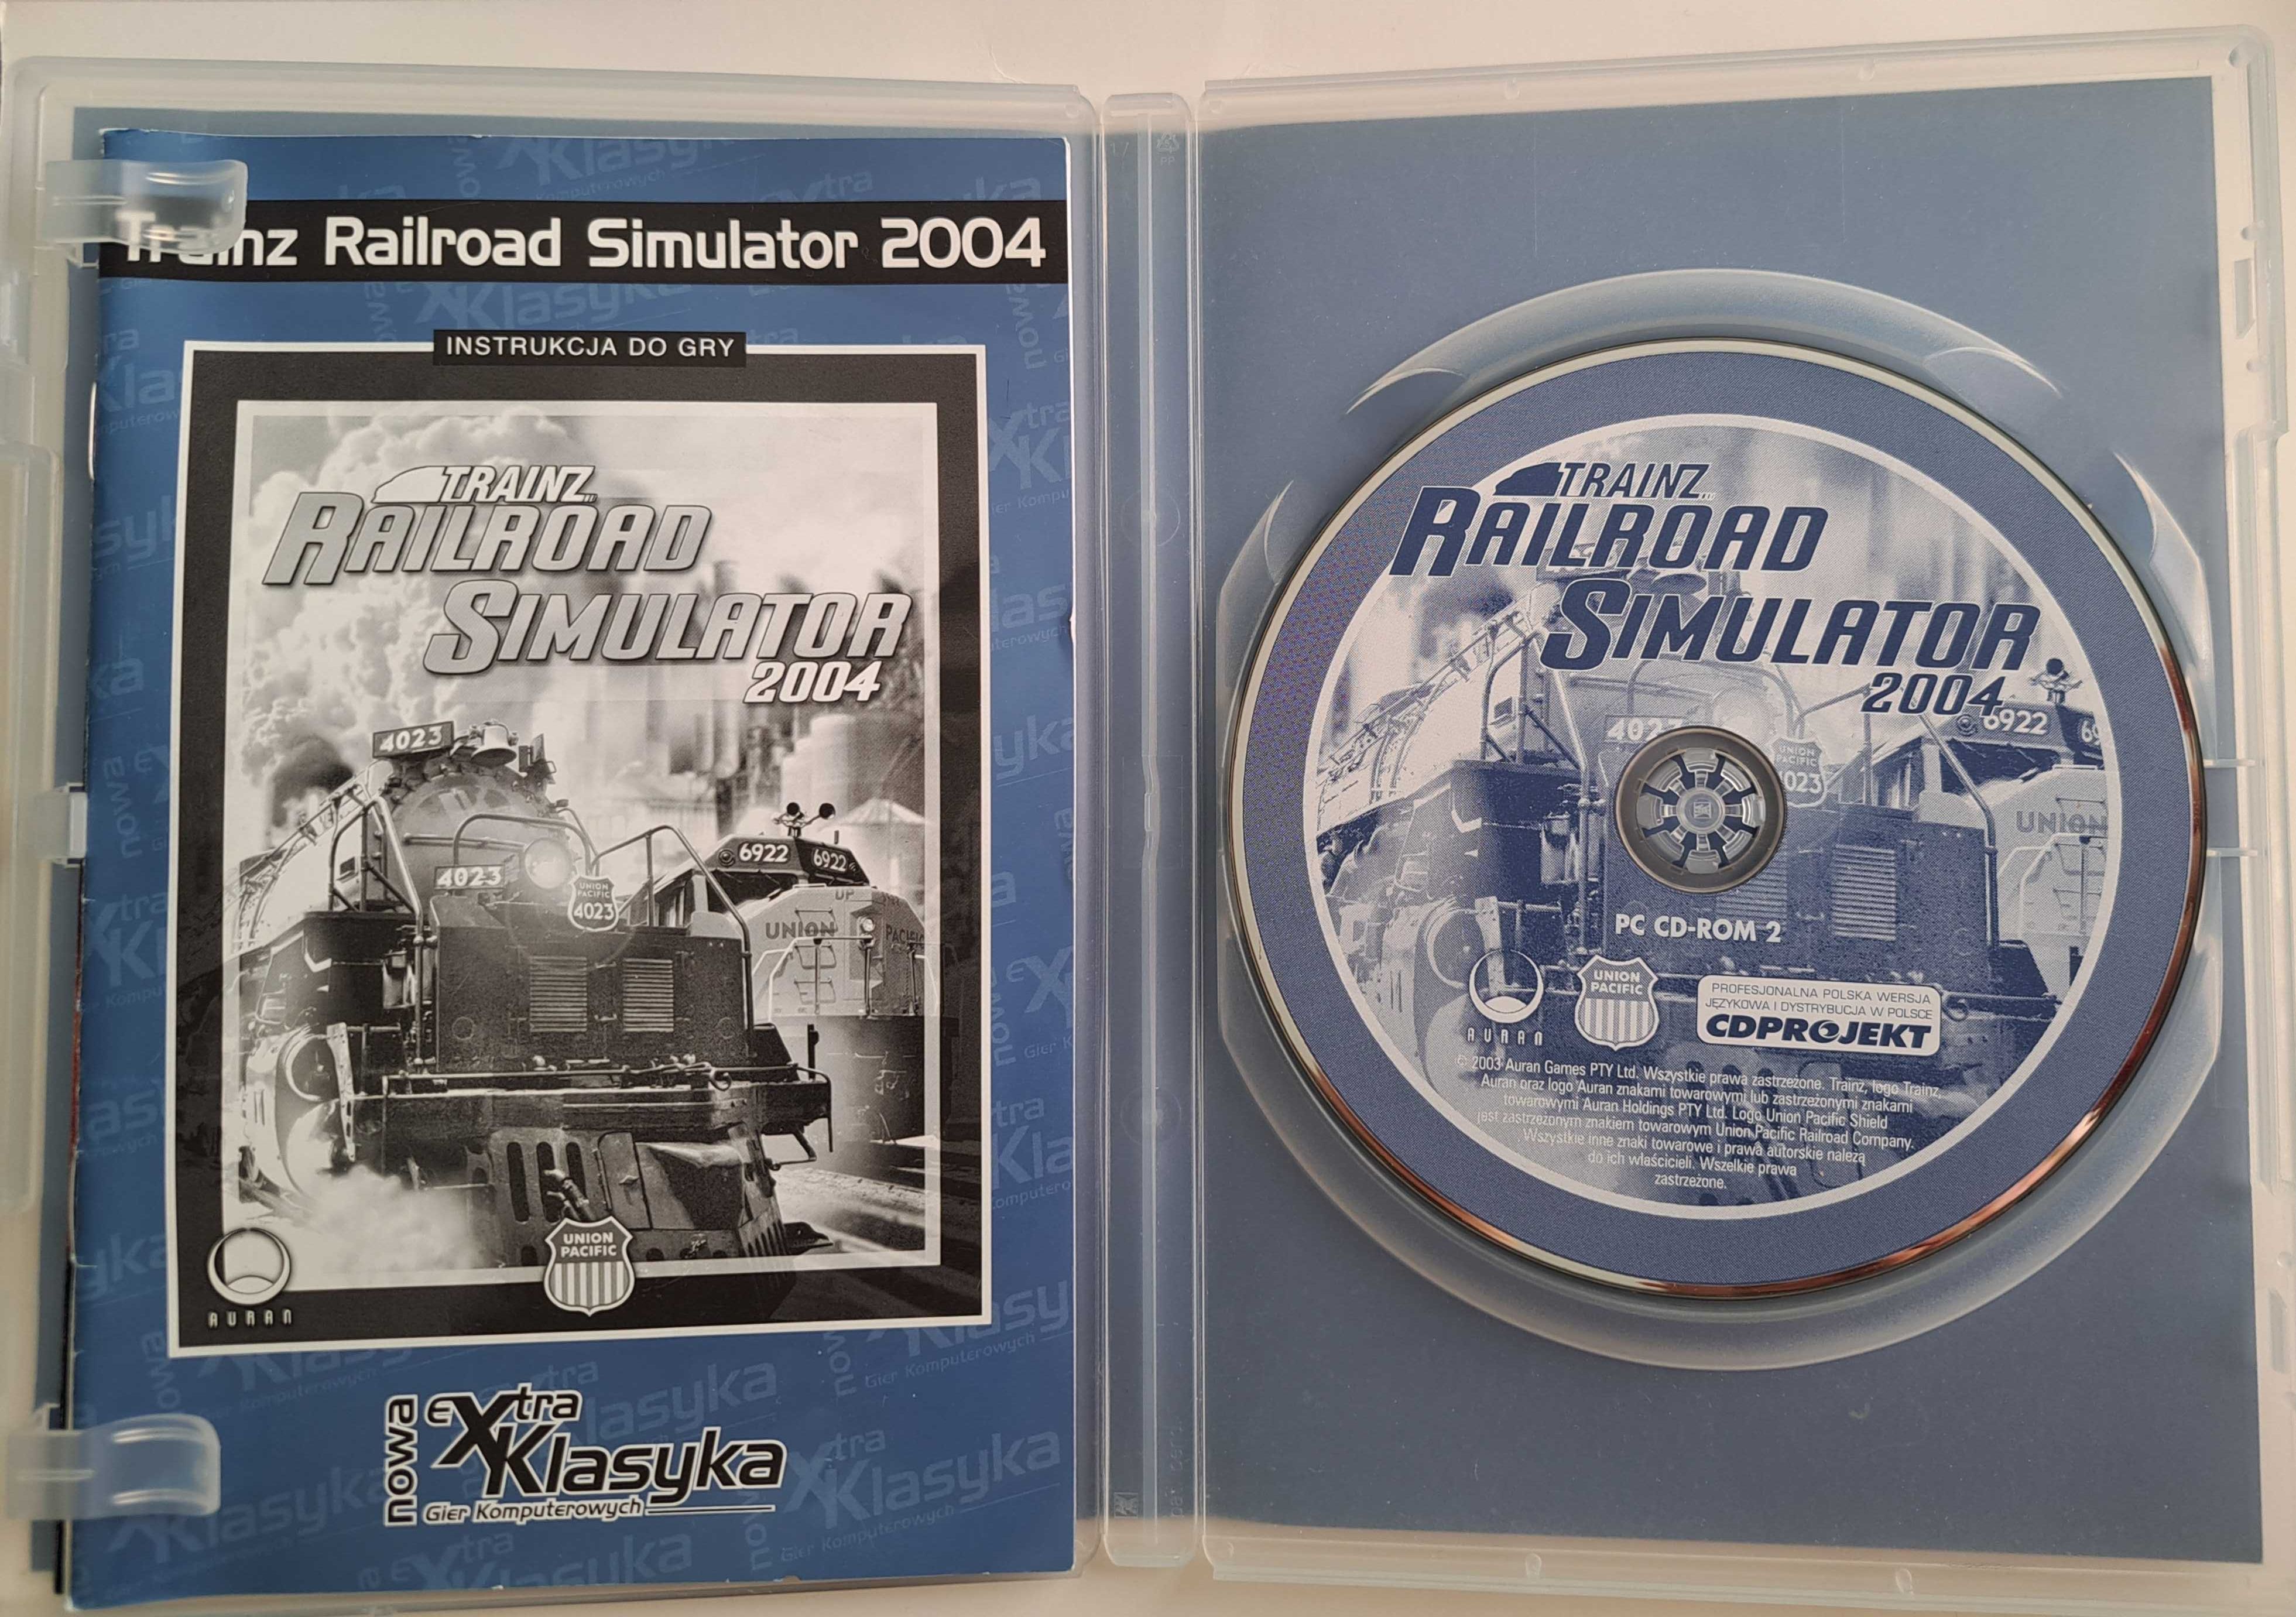 Trainz Railroad Simulator 2004
INSTRUKCJA DO GRY
TRAINZ
RAILROAD
SIMULATOR
2004
4023
6922 6922
4023
UNION
PACIFIC
4023
UP
UNION PACIFIC
UNION
PACIFIC
AURAN
nowa
eXtra
Klasyka
Gier Komputerowych
TRAINZ
RAILROAD
SIMULATOR
2004
6922
UNION
PACIFIC
UNION
PC CD-ROM 2
AURAN
UNION
PACIFIC
PROFESJONALNA POLSKA WERSJA
JĘZYKOWA I DYSTRYBUCJA W POLSCE
CDPROJEKT
© 2003 Auran Games PTY Ltd. Wszystkie prawa zastrzeżone. Trainz, logo Trainz,
Auran oraz logo Auran znakami towarowymi lub zastrzeżonymi znakami
towarowymi Auran Holdings PTY Ltd. Logo Union Pacific Shield
jest zastrzeżonym znakiem towarowym Union Pacific Railroad Company.
Wszystkie inne znaki towarowe i prawa autorskie należą
do ich właścicieli. Wszelkie prawa
zastrzeżone.